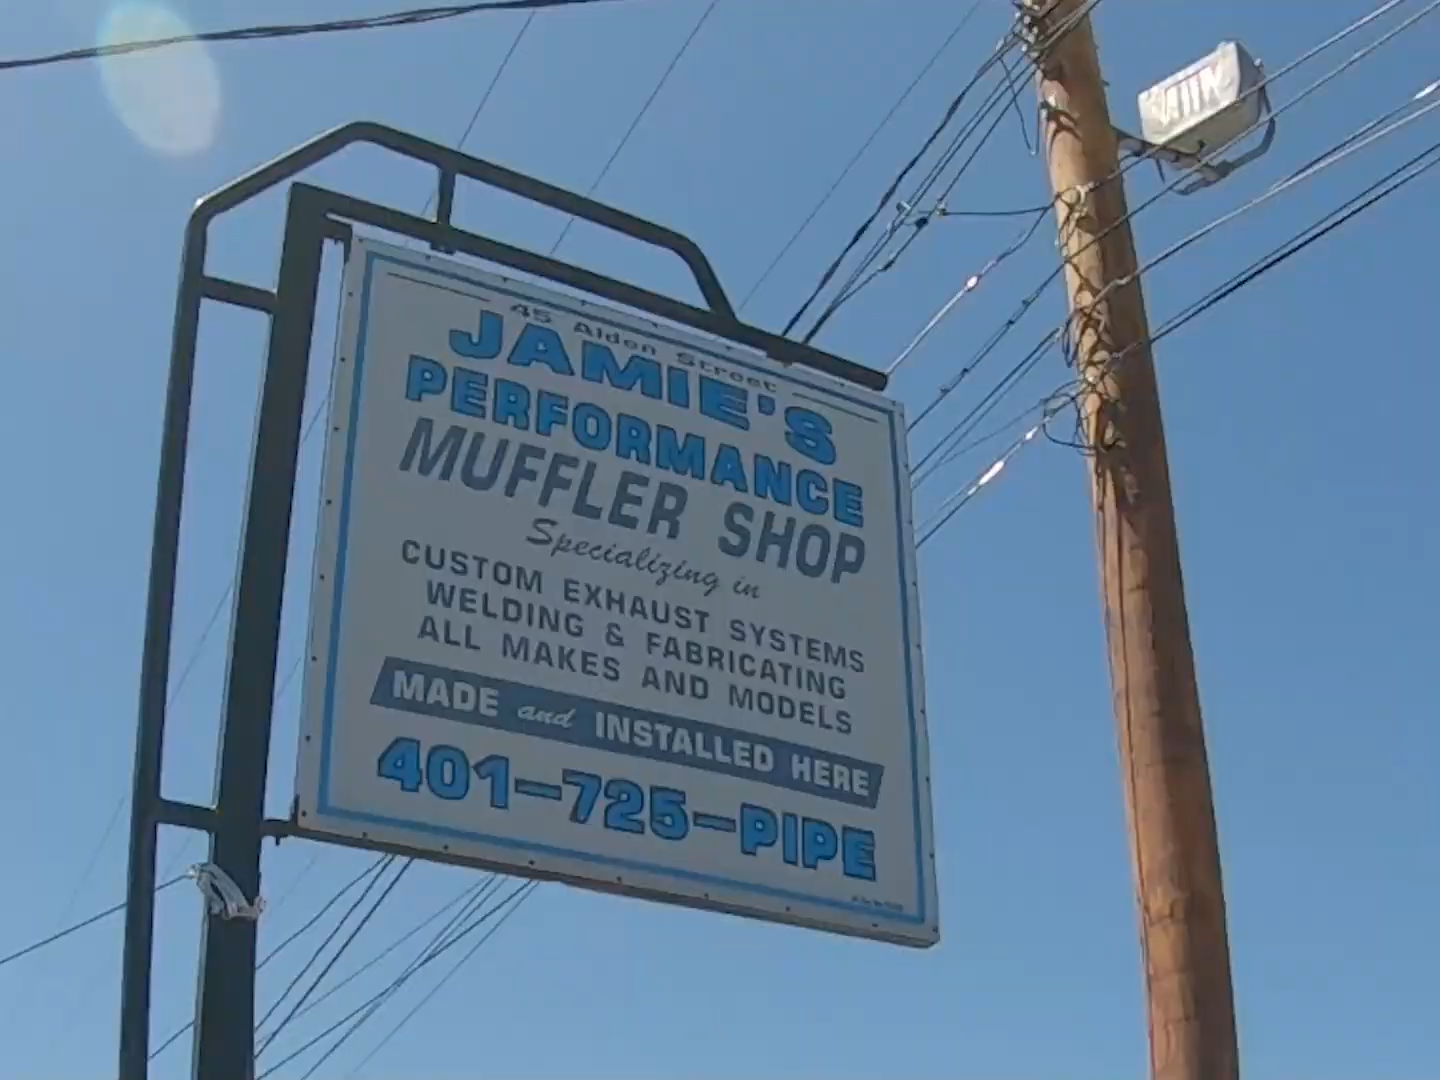 45 Alden Street
JAMIE'S
PERFORMANCE
MUFFLER SHOP
Specializing in
CUSTOM EXHAUST SYSTEMS
WELDING & FABRICATING
ALL MAKES AND MODELS
MADE and INSTALLED HERE
401-725-PIPE